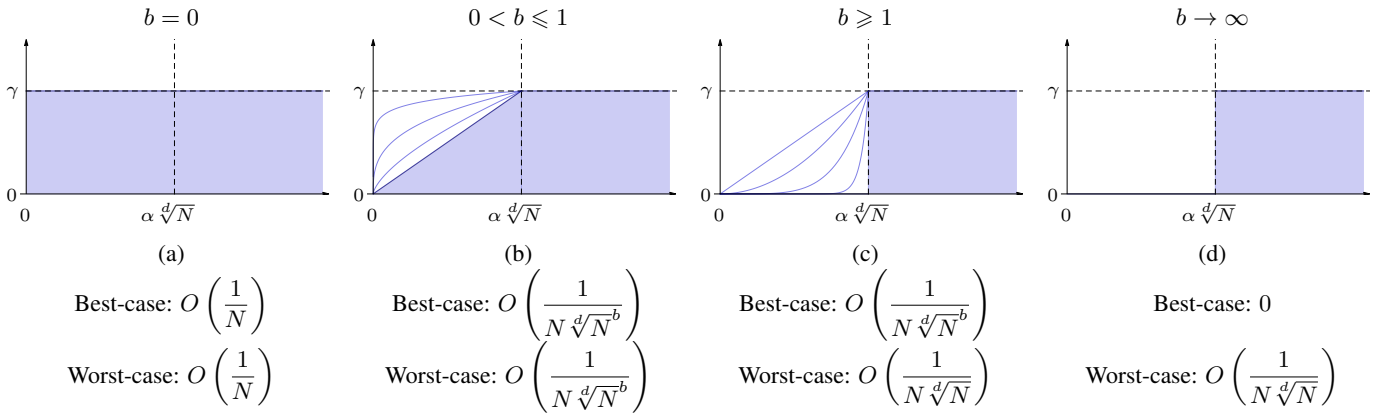 b = 0
γ
0
0
α ᵈ√N
(a)
Best-case: O (1/N)
Worst-case: O (1/N)
0 < b ⩽ 1
γ
0
0
α ᵈ√N
(b)
Best-case: O (1/(N ᵈ√N ᵇ))
Worst-case: O (1/(N ᵈ√N ᵇ))
b ⩾ 1
γ
0
0
α ᵈ√N
(c)
Best-case: O (1/(N ᵈ√N ᵇ))
Worst-case: O (1/(N ᵈ√N))
b → ∞
γ
0
0
α ᵈ√N
(d)
Best-case: 0
Worst-case: O (1/(N ᵈ√N))